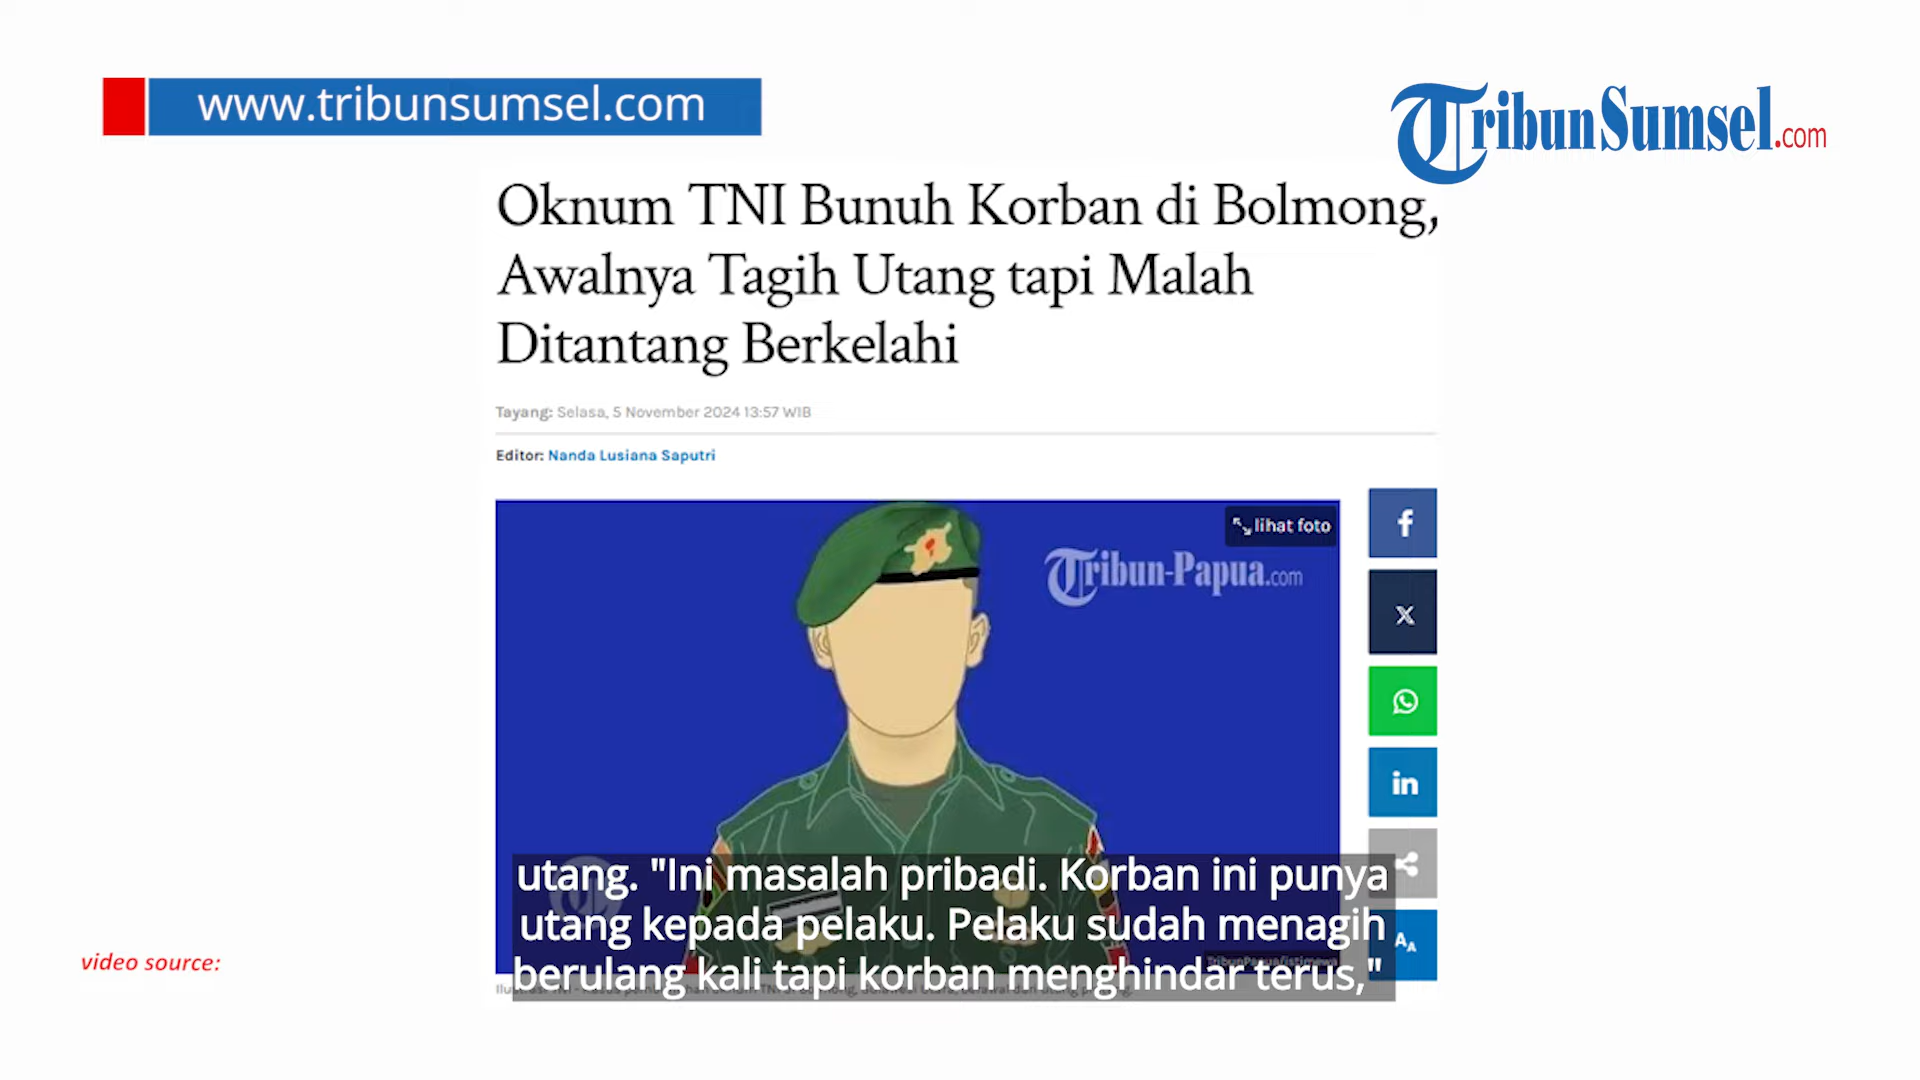 www.tribunsumsel.com
TribunSumsel.com
Oknum TNI Bunuh Korban di Bolmong,
Awalnya Tagih Utang tapi Malah
Ditantang Berkelahi
Tayang: Selasa, 5 November 2024 13:57 WIB
Editor: Nanda Lusiana Saputri
lihat foto
Tribun-Papua.com
utang. "Ini masalah pribadi. Korban ini punya
utang kepada pelaku. Pelaku sudah menagih
berulang kali tapi korban menghindar terus,"
video source: